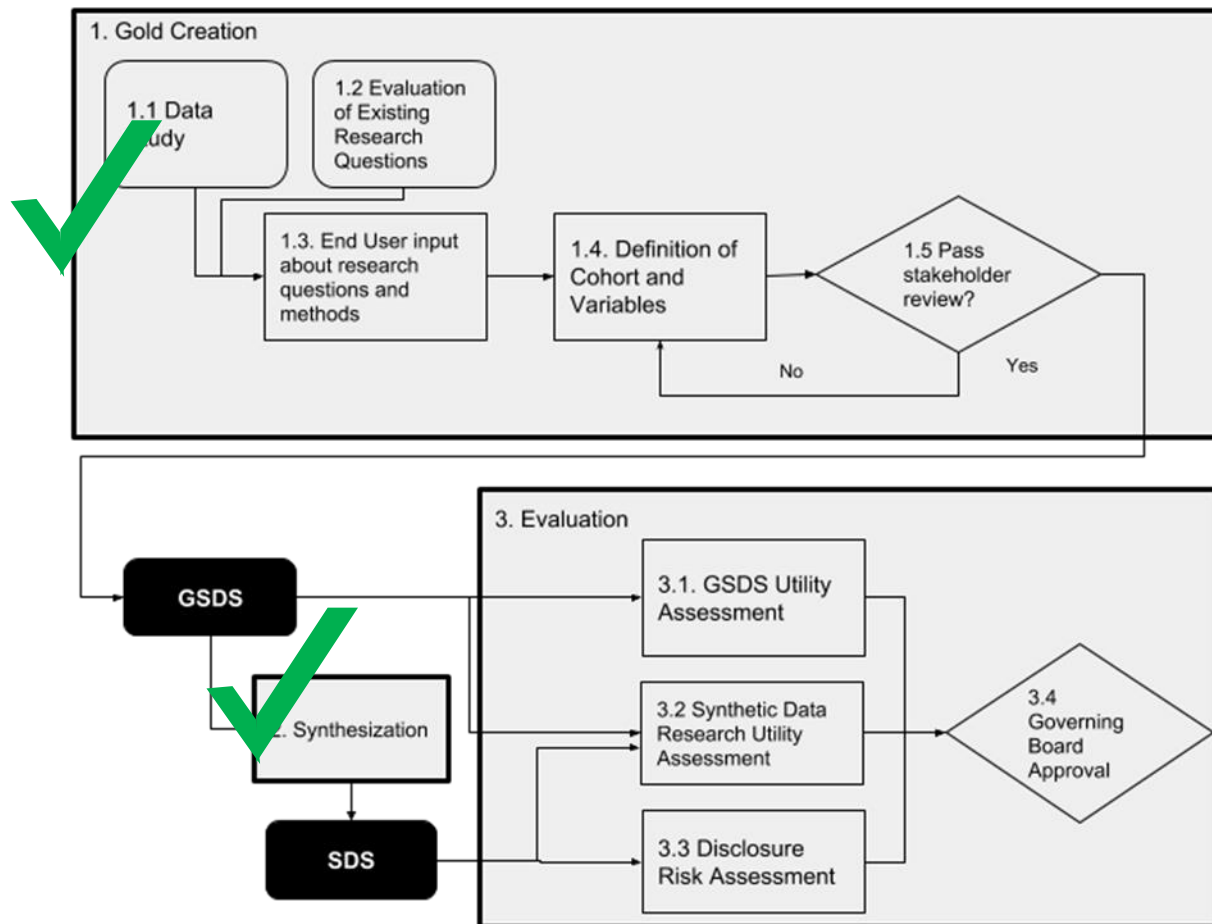 1. Gold Creation
1.1 Data
Study
1.2 Evaluation
of Existing
Research
Questions
1.3. End User input
about research
questions and
methods
1.4. Definition of
Cohort and
Variables
1.5 Pass
stakeholder
review?
No
Yes
GSDS
2. Synthesization
SDS
3. Evaluation
3.1. GSDS Utility
Assessment
3.2 Synthetic Data
Research Utility
Assessment
3.3 Disclosure
Risk Assessment
3.4
Governing
Board
Approval